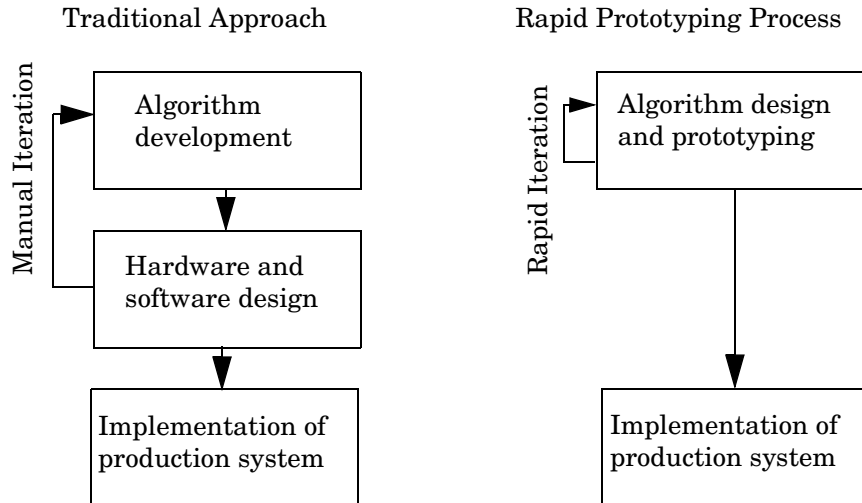 Traditional Approach
Manual Iteration
Algorithm
development
Hardware and
software design
Implementation of
production system
Rapid Prototyping Process
Rapid Iteration
Algorithm design
and prototyping
Implementation of
production system